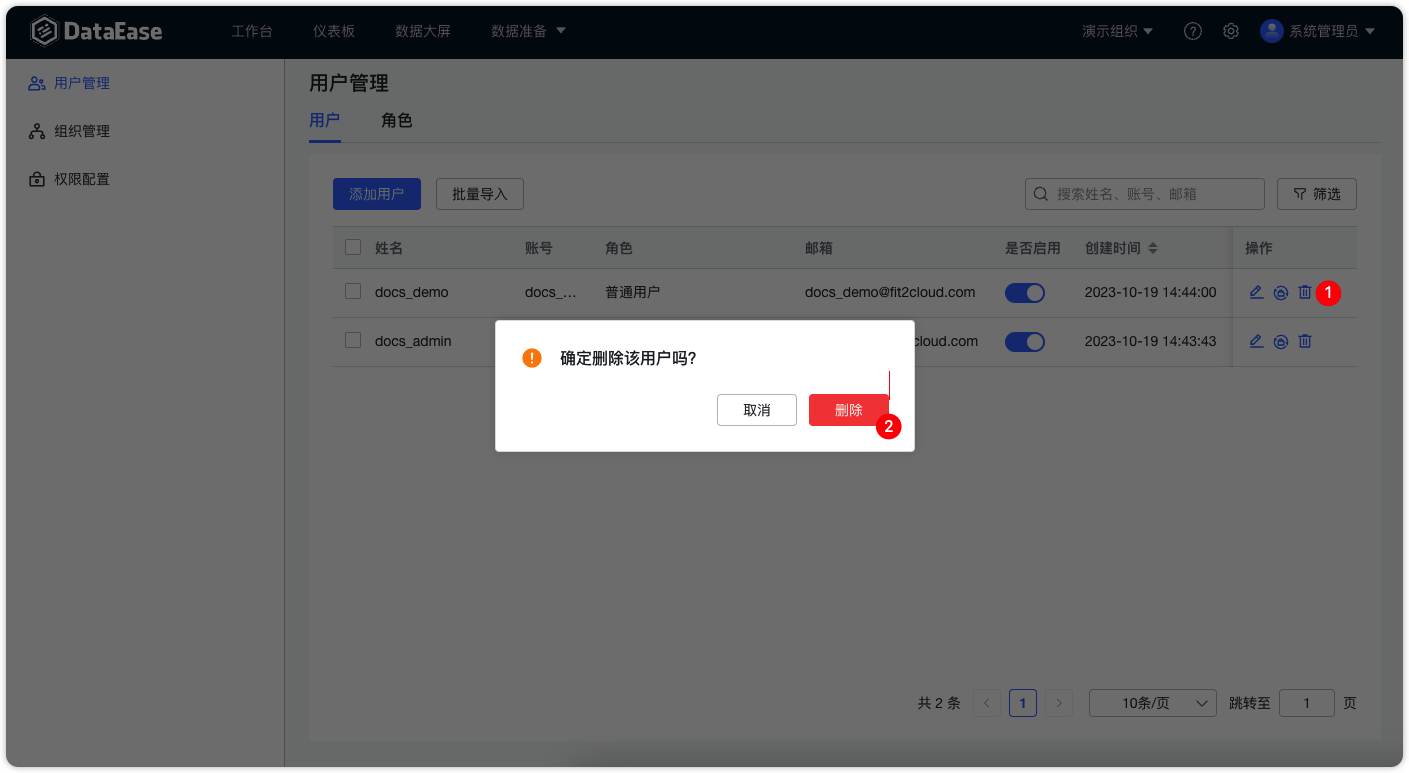 DataEase 工作台 仪表板 数据大屏 数据准备 演示组织 系统管理员
用户管理
组织管理
权限配置
用户管理
用户 角色
添加用户 批量导入 搜索姓名、账号、邮箱 筛选
姓名 账号 角色 邮箱 是否启用 创建时间 操作
docs_demo docs_... 普通用户 docs_demo@fit2cloud.com 2023-10-19 14:44:00 1
docs_admin cloud.com 2023-10-19 14:43:43
! 确定删除该用户吗?
取消 删除
2
共 2 条 1 10条/页 跳转至 1 页